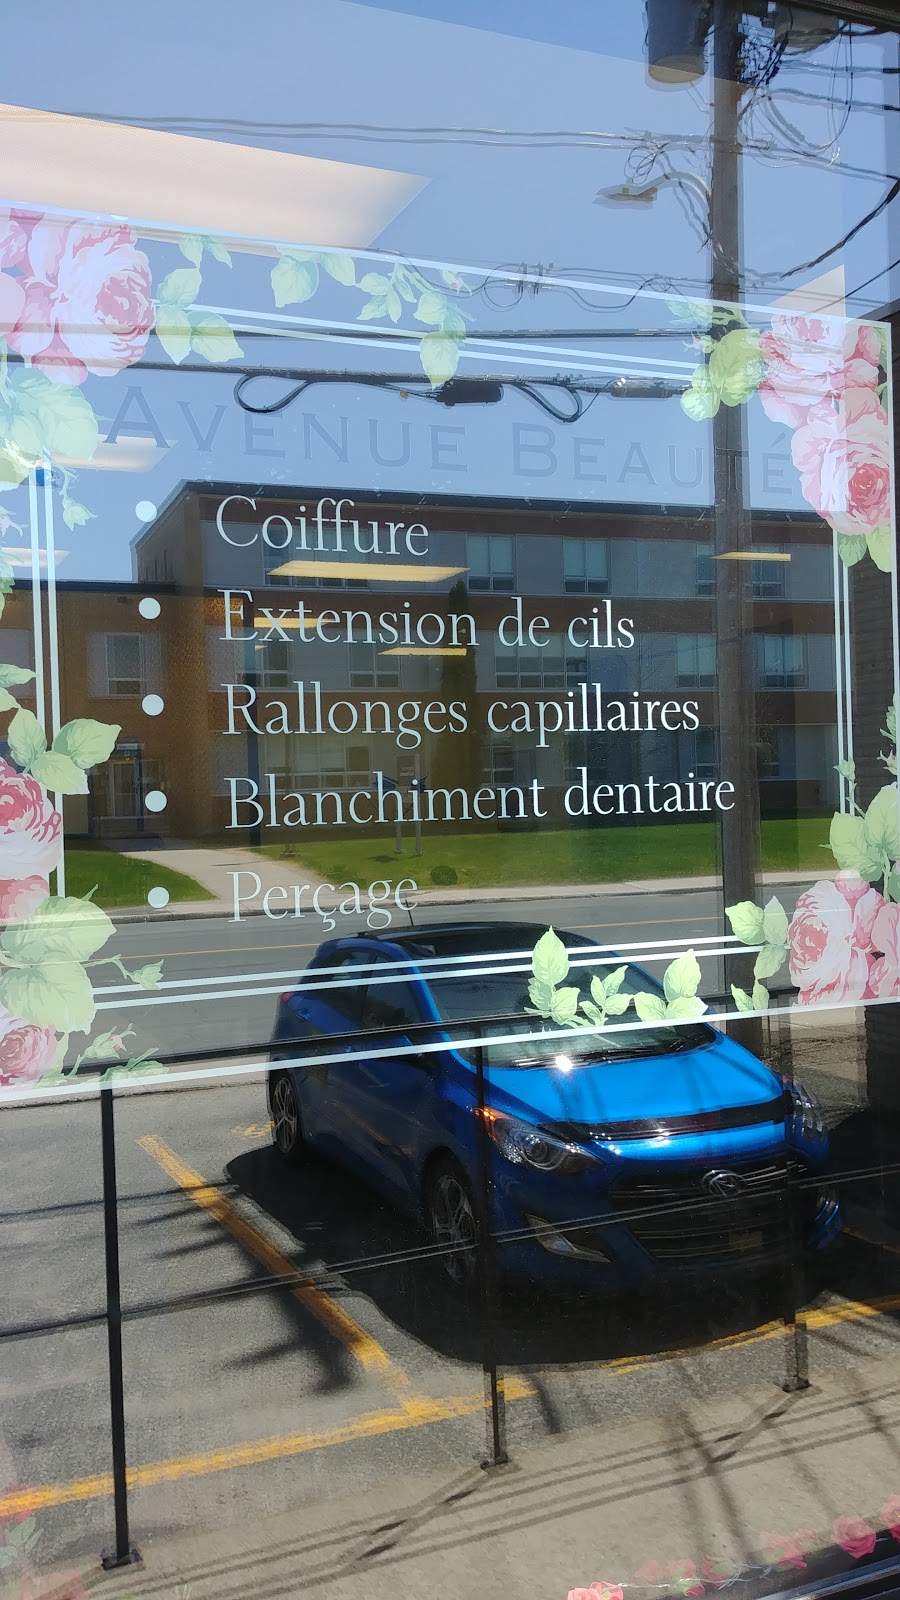 AVENUE BEAUTÉ
• Coiffure
• Extension de cils
• Rallonges capillaires
• Blanchiment dentaire
• Perçage